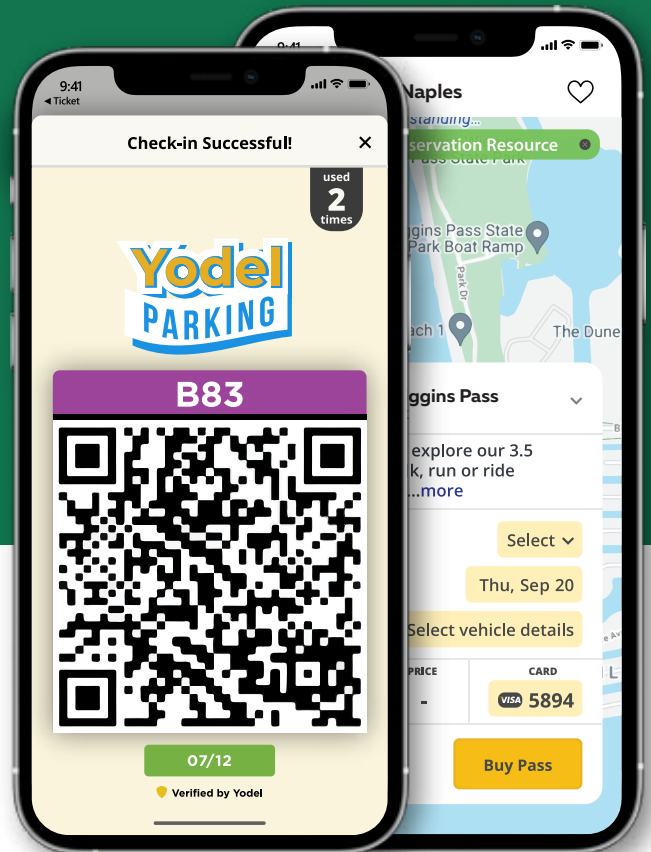 9:41
Ticket
Check-in Successful!
used
2
times
Yodel
PARKING
B83
07/12
Verified by Yodel
9:41
Naples
standing...
servation Resource
Pass State Park
ggins Pass State
Park Boat Ramp
Park Dr
ach 1
The Dune
ggins Pass
explore our 3.5
k, run or ride
...more
Select
Thu, Sep 20
Select vehicle details
PRICE
CARD
-
VISA 5894
Buy Pass